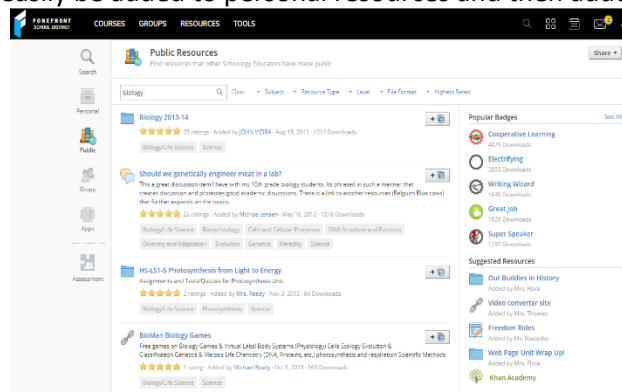 easily be added to personal resources and then add
FOREFRONT
SCHOOL DISTRICT
COURSES GROUPS RESOURCES TOOLS
Search
Personal
Public
Group
Apps
Assessment
Public Resources
Find resources that other Schoology Educators have made public
Share
biology
Clear Subject Resource Type Level File Format Highest Rated
Biology 2013-14
35 ratings · Added by JOHN VIEIRA · Aug 19, 2013 · 1014 Downloads
Biology/Life Science Science
Should we genetically engineer meat in a lab?
This a great discussion item I have with my 10th grade biology students. Its phrased in such a manner that
creates discussion and promotes good academic disucssions. There is a link to another resources (Belguim Blue cows)
that further expands on the topics.
22 ratings · Added by Michael Jensen · May 16, 2012 · 1278 Downloads
Biology/Life Science Biotechnology Cells and Cellular Processes DNA Structure and Function
Diversity and Adaptation Evolution Genetics Heredity Science
HS-LS1-5 Photosynthesis from Light to Energy
Assignments and Tests/Quizzes for Photosynthesis Unit.
2 ratings · Added by Mrs. Ready · Nov 3, 2013 · 84 Downloads
Biology/Life Science Photosynthesis Science
BioMan Biology Games
Free games on Biology Games & Virtual Label Body Systems (Physiology) Cells Ecology Evolution &
Classification Genetics & Meiosis Life Chemistry (DNA, Proteins, etc.) photosynthesis and respiration Scientific Methods
1 rating · Added by Michael Ready · Oct 3, 2013 · 168 Downloads
Biology/Life Science Science
Popular Badges See All
Cooperative Learning
4879 Downloads
Electrifying
2853 Downloads
Writing Wizard
1686 Downloads
Great Job
1529 Downloads
Super Speaker
1297 Downloads
Suggested Resources
Our Buddies in History
Added by Mrs. Flora
Video converter site
Added by Mrs. Thomas
Freedom Rides
Added by Ms. Nasiadka
Web Page Unit Wrap Up!
Added by Mrs. Flora
Khan Academy